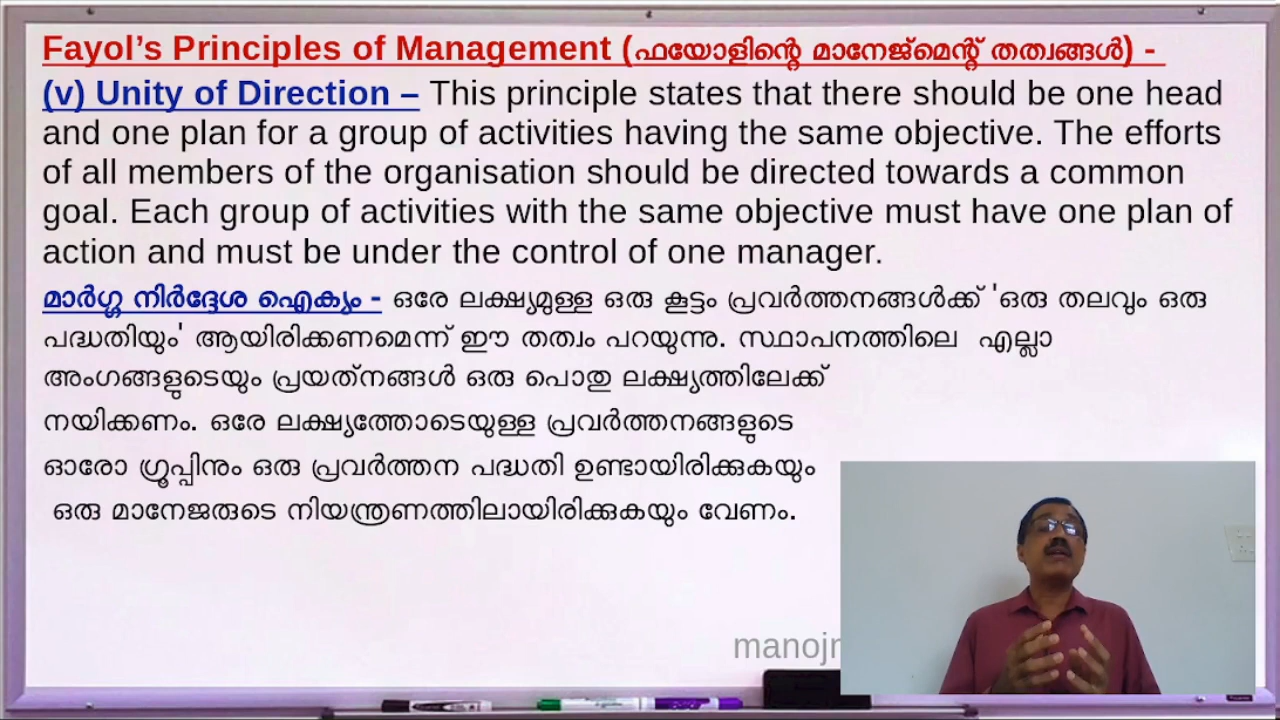 Fayol’s Principles of Management (ഫയോളിന്റെ മാനേജ്മെന്റ് തത്വങ്ങൾ) -
(v) Unity of Direction – This principle states that there should be one head
and one plan for a group of activities having the same objective. The efforts
of all members of the organisation should be directed towards a common
goal. Each group of activities with the same objective must have one plan of
action and must be under the control of one manager.
മാർഗ്ഗ നിർദ്ദേശ ഐക്യം - ഒരേ ലക്ഷ്യമുള്ള ഒരു കൂട്ടം പ്രവർത്തനങ്ങൾക്ക് 'ഒരു തലവും ഒരു
പദ്ധതിയും' ആയിരിക്കണമെന്ന് ഈ തത്വം പറയുന്നു. സ്ഥാപനത്തിലെ എല്ലാ
അംഗങ്ങളുടെയും പ്രയത്നങ്ങൾ ഒരു പൊതു ലക്ഷ്യത്തിലേക്ക്
നയിക്കണം. ഒരേ ലക്ഷ്യത്തോടെയുള്ള പ്രവർത്തനങ്ങളുടെ
ഓരോ ഗ്രൂപ്പിനും ഒരു പ്രവർത്തന പദ്ധതി ഉണ്ടായിരിക്കുകയും
ഒരു മാനേജരുടെ നിയന്ത്രണത്തിലായിരിക്കുകയും വേണം.